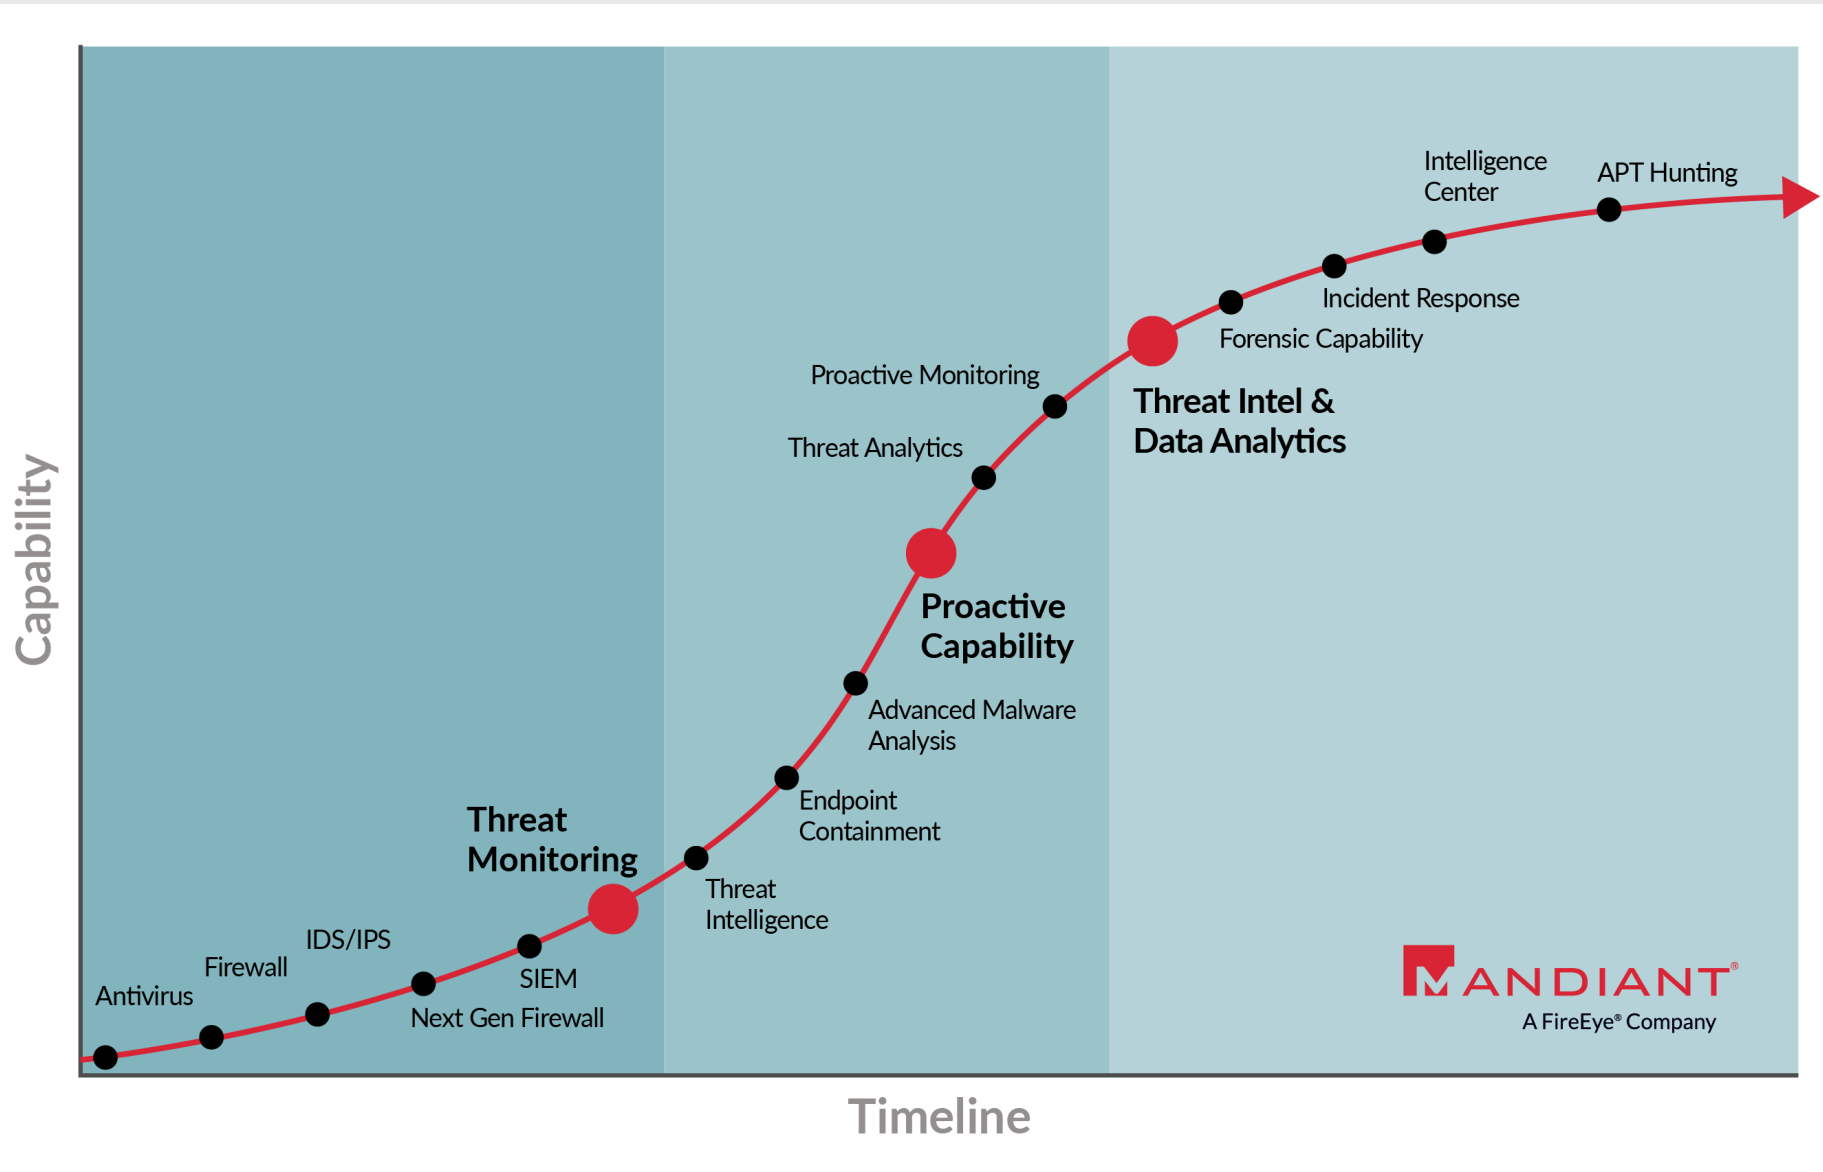 Intelligence
Center
APT Hunting
Incident Response
Forensic Capability
Proactive Monitoring
Threat Intel &
Data Analytics
Threat Analytics
Proactive
Capability
Advanced Malware
Analysis
Endpoint
Containment
Threat
Monitoring
Threat
Intelligence
IDS/IPS
Firewall
Antivirus
SIEM
Next Gen Firewall
MANDIANT®
A FireEye® Company
Capability
Timeline